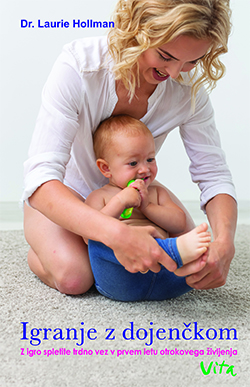 Dr. Laurie Hollman
Igranje z dojenčkom
Z igro spletite trdno vez v prvem letu otrokovega življenja
Vita